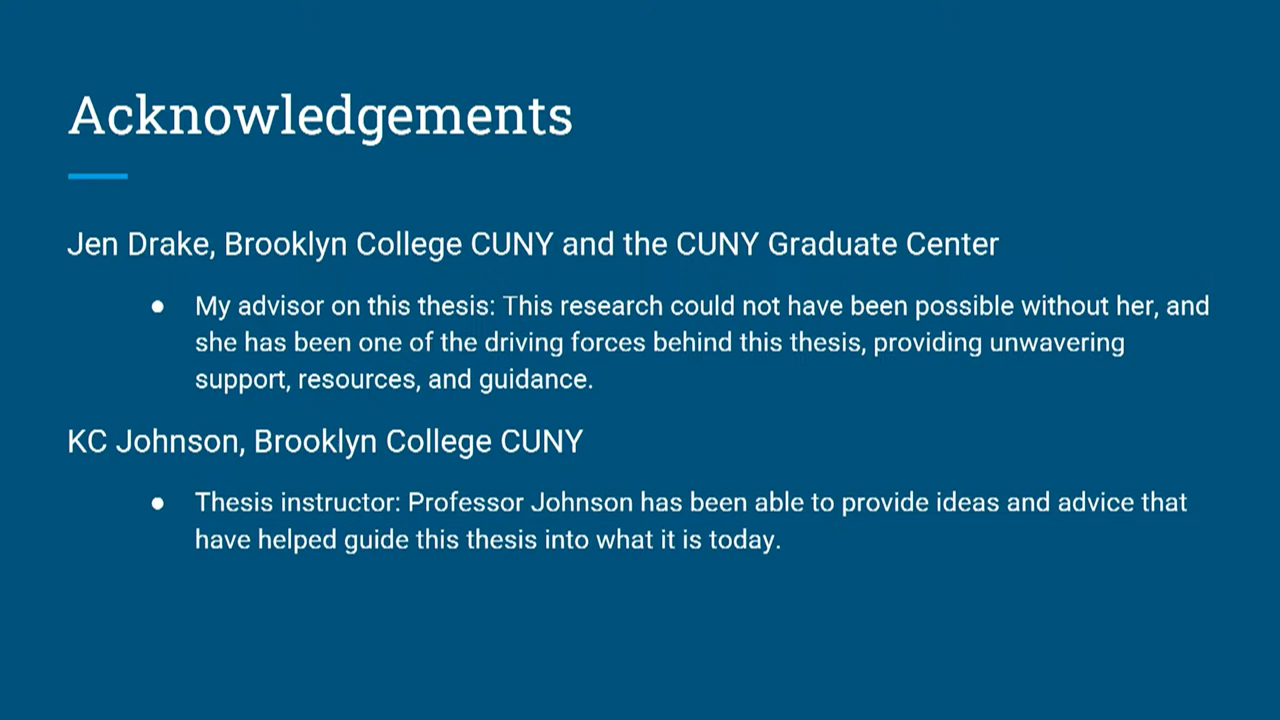 Acknowledgements
Jen Drake, Brooklyn College CUNY and the CUNY Graduate Center
● My advisor on this thesis: This research could not have been possible without her, and
she has been one of the driving forces behind this thesis, providing unwavering
support, resources, and guidance.
KC Johnson, Brooklyn College CUNY
● Thesis instructor: Professor Johnson has been able to provide ideas and advice that
have helped guide this thesis into what it is today.